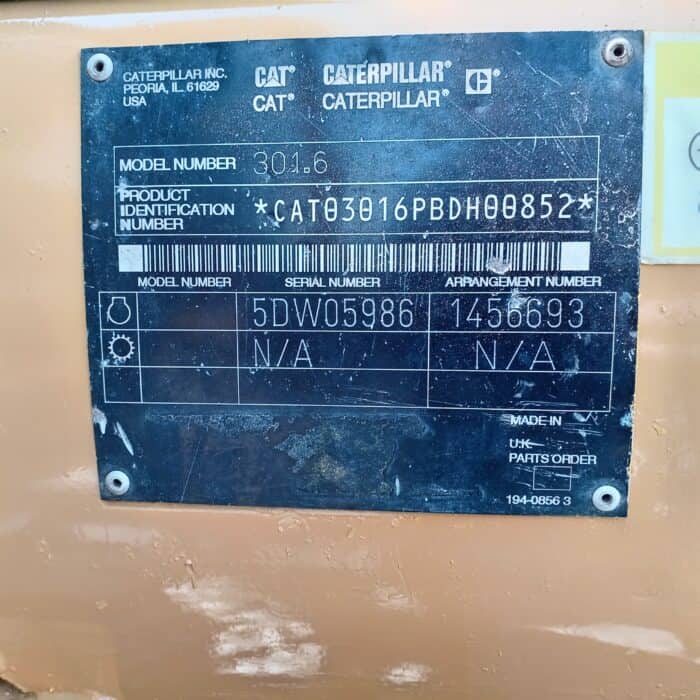 CATERPILLAR INC.
PEORIA, IL. 61629
USA
CAT® CATERPILLAR® C®
CAT® CATERPILLAR®
MODEL NUMBER 301.6
PRODUCT IDENTIFICATION NUMBER *CAT03016PBDH00852*
MODEL NUMBER SERIAL NUMBER ARRANGEMENT NUMBER
5DW05986 1456693
N/A N/A
MADE IN
U.K
PARTS ORDER
194-0856 3